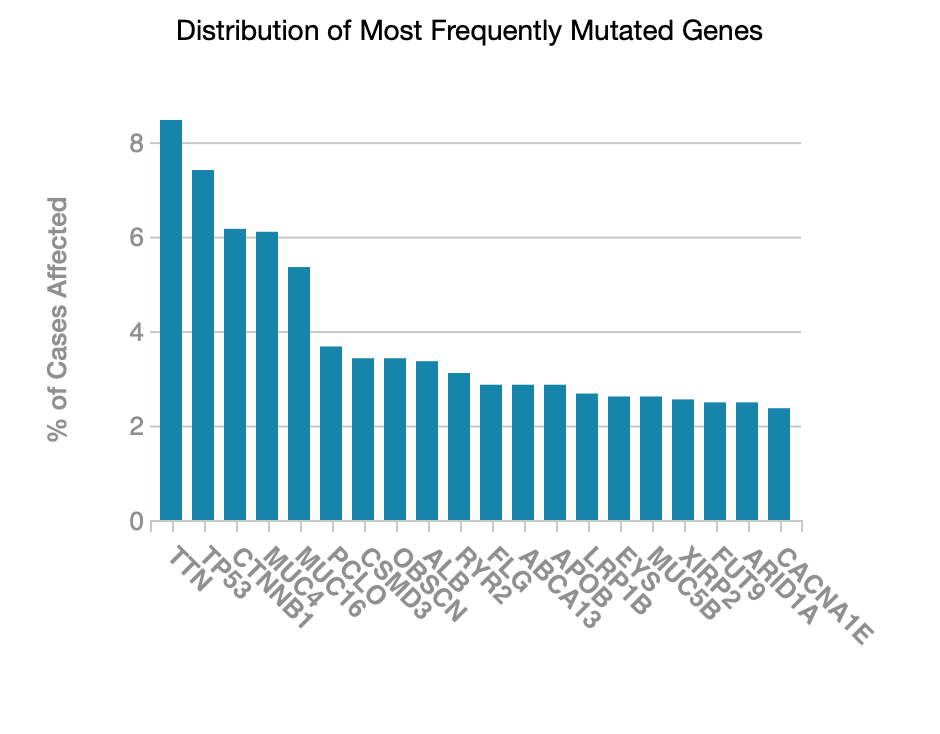 Distribution of Most Frequently Mutated Genes
% of Cases Affected
8
6
4
2
0
TTN
TP53
CTNNB1
MUC4
MUC16
PCLO
CSMD3
OBSCN
ALB
RYR2
FLG
ABCA13
APOB
LRP1B
EYS
MUC5B
XIRP2
FUT9
ARID1A
CACNA1E